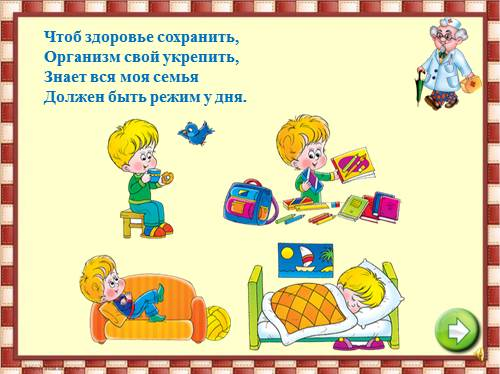 Чтоб здоровье сохранить,
Организм свой укрепить,
Знает вся моя семья
Должен быть режим у дня.